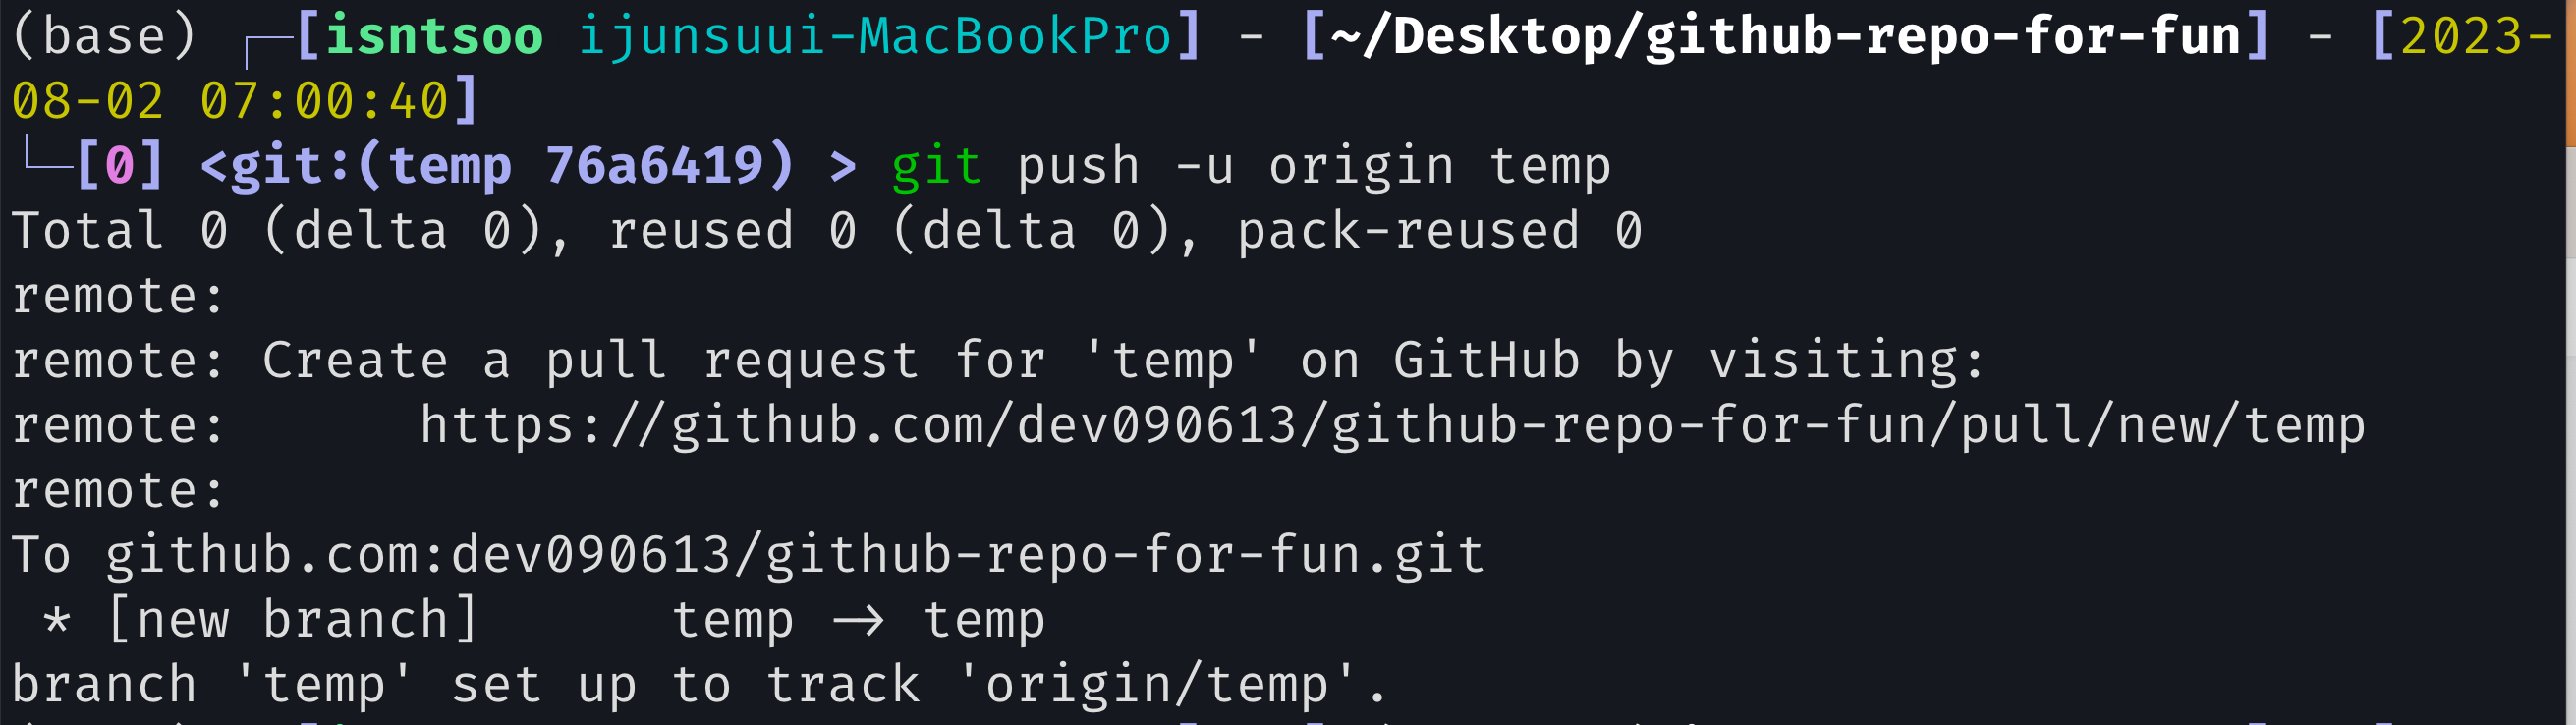 (base) ┌─[isntsoo ijunsuui-MacBookPro] - [~/Desktop/github-repo-for-fun] - [2023-
08-02 07:00:40]
└─[0] <git:(temp 76a6419) > git push -u origin temp
Total 0 (delta 0), reused 0 (delta 0), pack-reused 0
remote:
remote: Create a pull request for 'temp' on GitHub by visiting:
remote:      https://github.com/dev090613/github-repo-for-fun/pull/new/temp
remote:
To github.com:dev090613/github-repo-for-fun.git
 * [new branch]      temp -> temp
branch 'temp' set up to track 'origin/temp'.